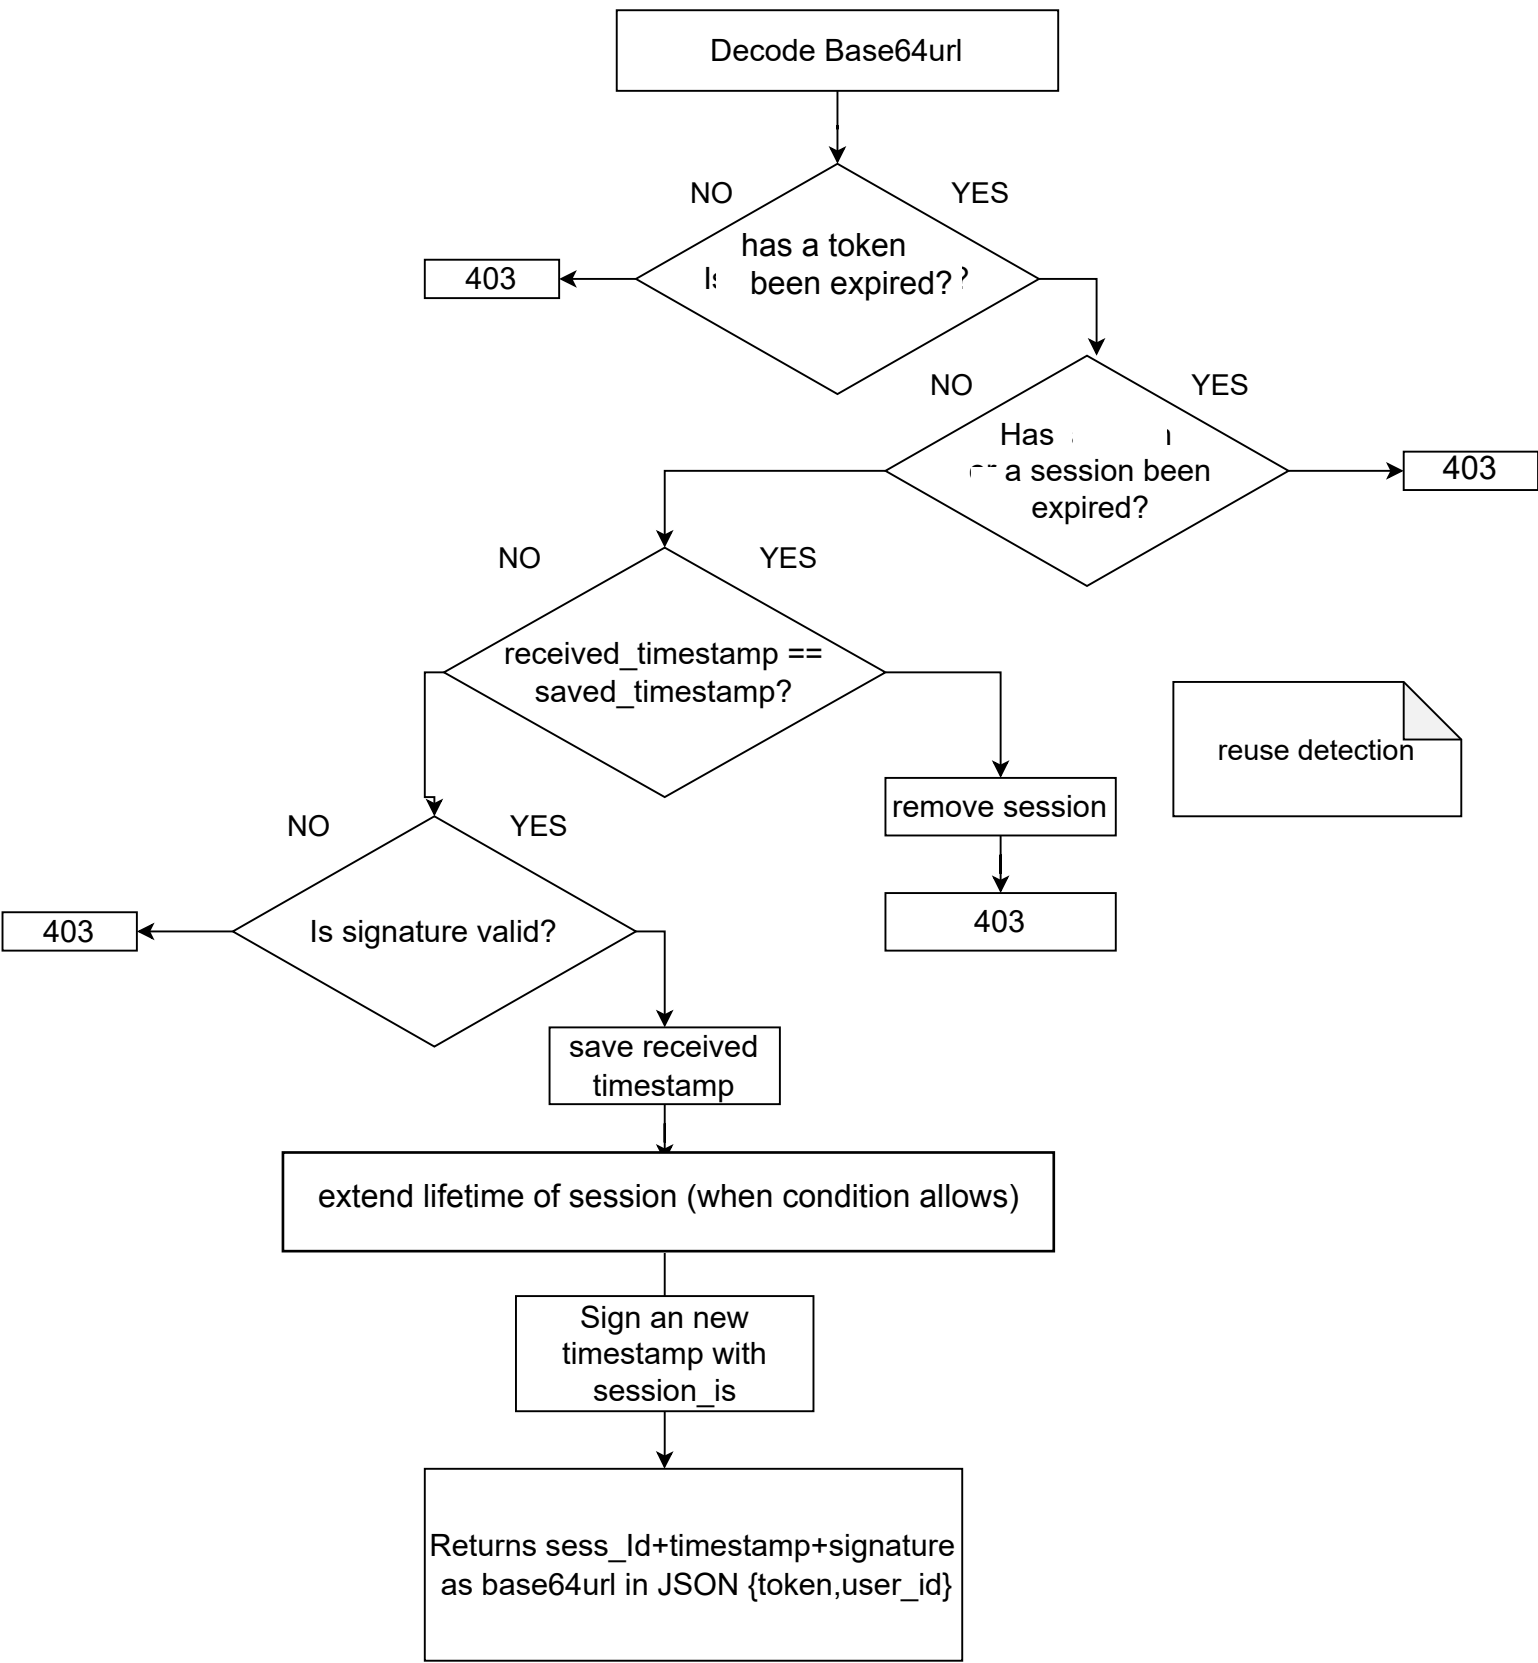 Decode Base64url
NO
YES
has a token
been expired?
403
NO
YES
Has
a session been
expired?
403
NO
YES
received_timestamp ==
saved_timestamp?
reuse detection
remove session
NO
YES
403
Is signature valid?
403
save received
timestamp
extend lifetime of session (when condition allows)
Sign an new
timestamp with
session_is
Returns sess_Id+timestamp+signature
as base64url in JSON {token,user_id}